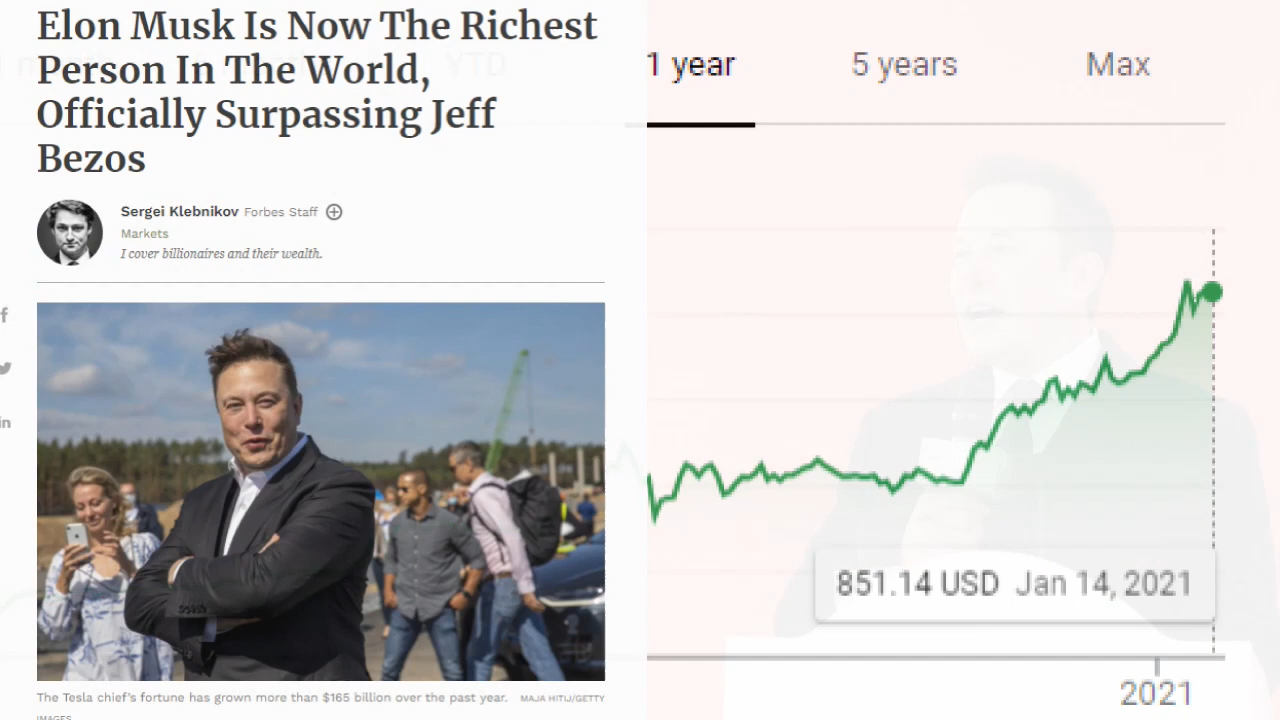 Elon Musk Is Now The Richest
Person In The World,
Officially Surpassing Jeff
Bezos
Sergei Klebnikov Forbes Staff
Markets
I cover billionaires and their wealth.
The Tesla chief's fortune has grown more than $165 billion over the past year. MAJA HITIJ/GETTY
IMAGES
YTD
1 year 5 years Max
851.14 USD Jan 14, 2021
2021